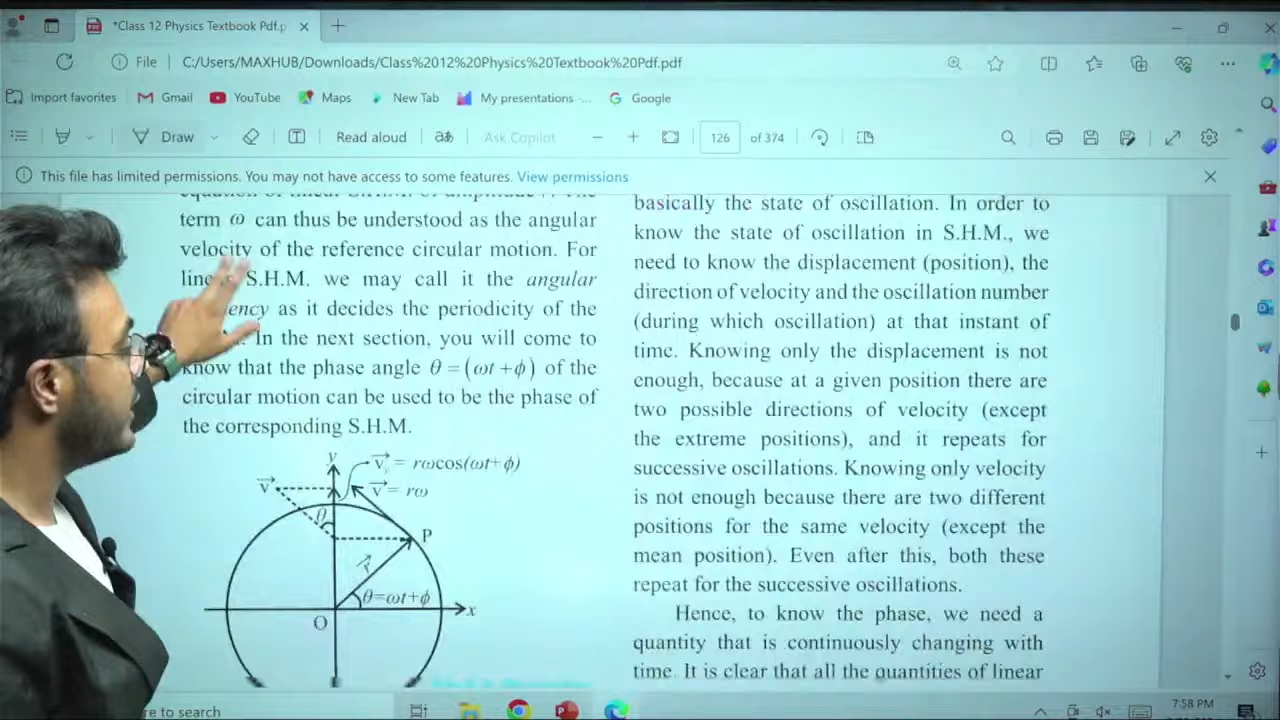 *Class 12 Physics Textbook Pdf.p
File
C:/Users/MAXHUB/Downloads/Class%2012%20Physics%20Textbook%20Pdf.pdf
Import favorites
Gmail
YouTube
Maps
New Tab
My presentations -...
Google
Draw
Read aloud
aあ
Ask Copilot
126
of 374
This file has limited permissions. You may not have access to some features. View permissions
equation of linear S.H.M. of amplitude r. The
term ω can thus be understood as the angular
velocity of the reference circular motion. For
S.H.M. we may call it the angular
as it decides the periodicity of the
In the next section, you will come to
know that the phase angle θ = (ωt + ϕ) of the
circular motion can be used to be the phase of
the corresponding S.H.M.
y
v⃗ = rωcos(ωt+ϕ)
v⃗
v⃗ = rω
θ
P
r⃗
θ=ωt+ϕ
x
O
basically the state of oscillation. In order to
know the state of oscillation in S.H.M., we
need to know the displacement (position), the
direction of velocity and the oscillation number
(during which oscillation) at that instant of
time. Knowing only the displacement is not
enough, because at a given position there are
two possible directions of velocity (except
the extreme positions), and it repeats for
successive oscillations. Knowing only velocity
is not enough because there are two different
positions for the same velocity (except the
mean position). Even after this, both these
repeat for the successive oscillations.
Hence, to know the phase, we need a
quantity that is continuously changing with
time. It is clear that all the quantities of linear
re to search
7:58 PM